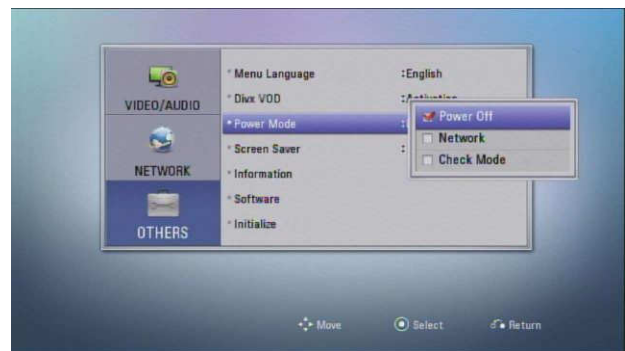 VIDEO/AUDIO
NETWORK
OTHERS
Menu Language :English
Divx VOD :Activation
Power Mode :
Screen Saver :
Information
Software
Initialize
Power Off
Network
Check Mode
Move Select Return